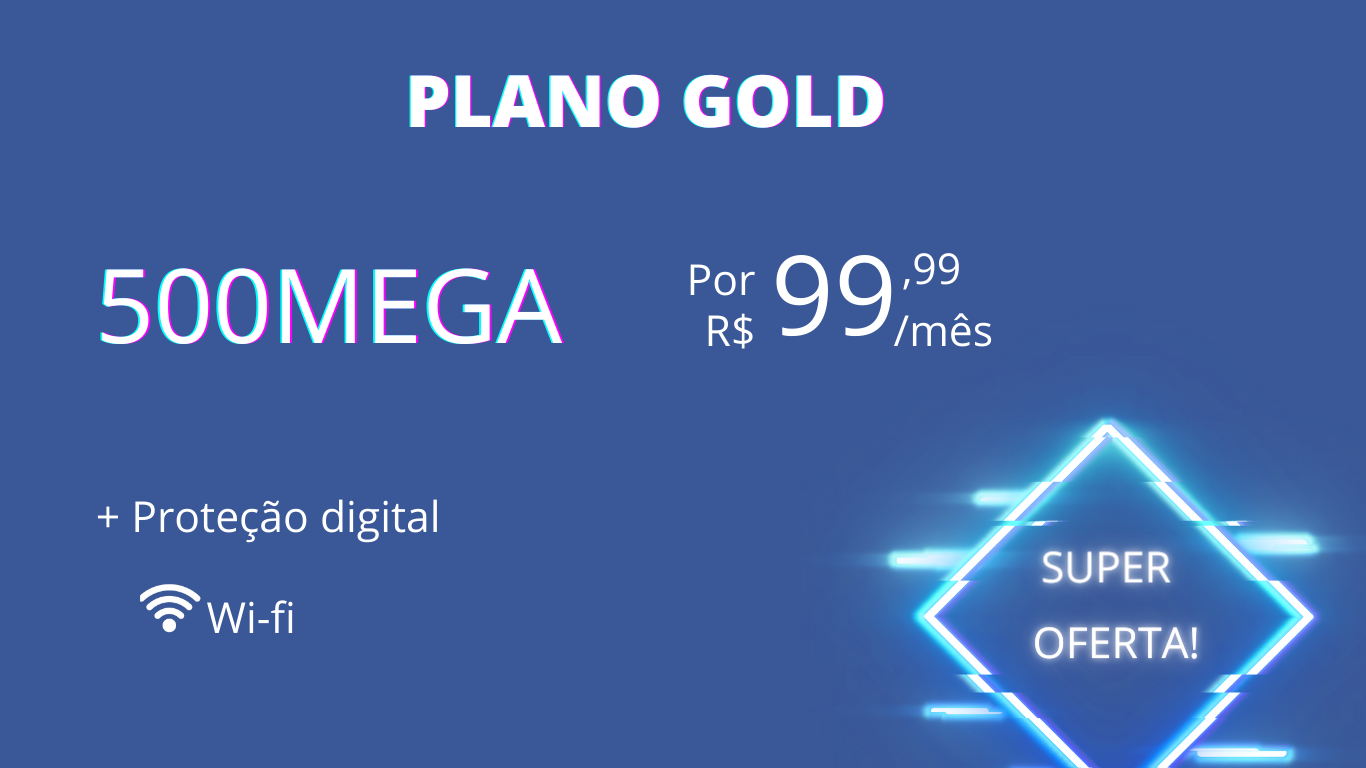 PLANO GOLD
500MEGA
Por
R$
99,99
/mês
+ Proteção digital
Wi-fi
SUPER
OFERTA!